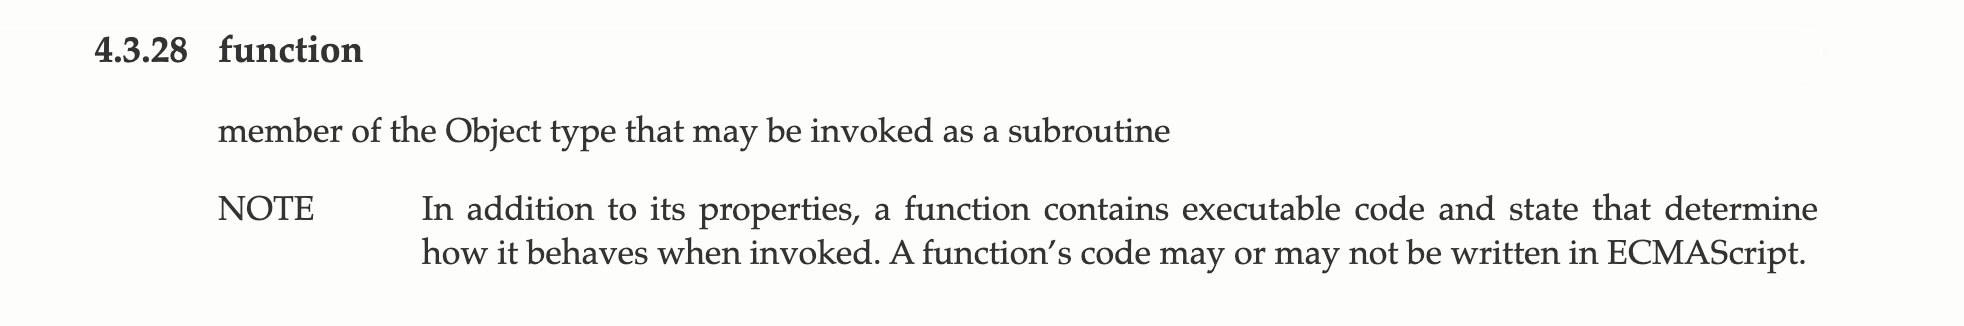 4.3.28 function
member of the Object type that may be invoked as a subroutine
NOTE In addition to its properties, a function contains executable code and state that determine
how it behaves when invoked. A function’s code may or may not be written in ECMAScript.